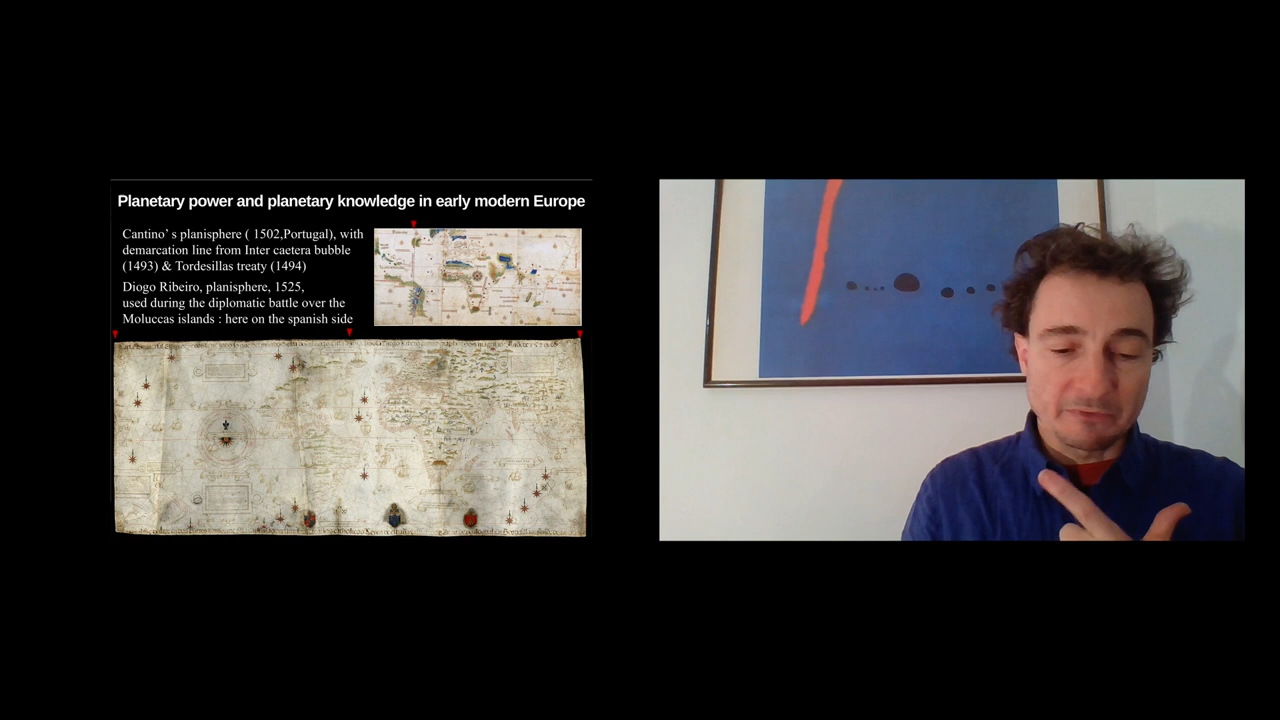 Planetary power and planetary knowledge in early modern Europe
Cantino’ s planisphere ( 1502,Portugal), with
demarcation line from Inter caetera bubble
(1493) & Tordesillas treaty (1494)
Diogo Ribeiro, planisphere, 1525,
used during the diplomatic battle over the
Moluccas islands : here on the spanish side